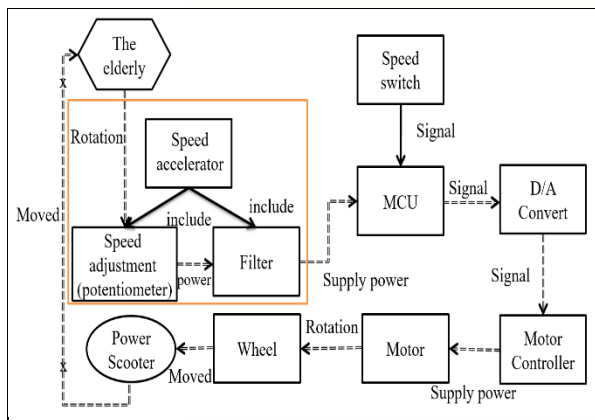 The
elderly
Speed
switch
x
Rotation
Speed
accelerator
Signal
Moved
include
include
MCU
Signal
D/A
Convert
Speed
adjustment
(potentiometer)
power
Filter
Supply power
Signal
Power
Scooter
Moved
Wheel
Rotation
Motor
Supply power
Motor
Controller
x